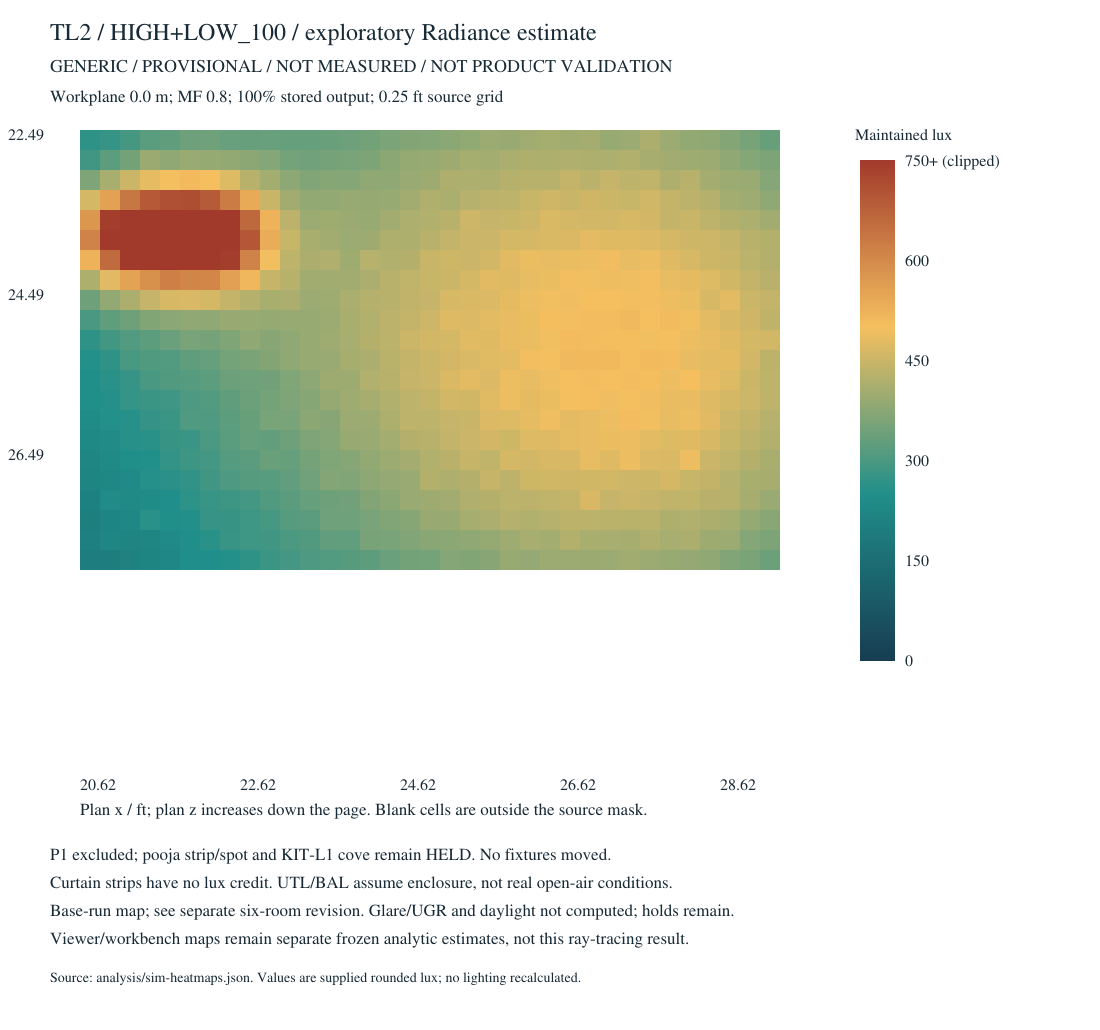 TL2 / HIGH+LOW_100 / exploratory Radiance estimate
GENERIC / PROVISIONAL / NOT MEASURED / NOT PRODUCT VALIDATION
Workplane 0.0 m; MF 0.8; 100% stored output; 0.25 ft source grid
22.49
24.49
26.49
Maintained lux
750+ (clipped)
600
450
300
150
0
20.62 22.62 24.62 26.62 28.62
Plan x / ft; plan z increases down the page. Blank cells are outside the source mask.
P1 excluded; pooja strip/spot and KIT-L1 cove remain HELD. No fixtures moved.
Curtain strips have no lux credit. UTL/BAL assume enclosure, not real open-air conditions.
Base-run map; see separate six-room revision. Glare/UGR and daylight not computed; holds remain.
Viewer/workbench maps remain separate frozen analytic estimates, not this ray-tracing result.
Source: analysis/sim-heatmaps.json. Values are supplied rounded lux; no lighting recalculated.